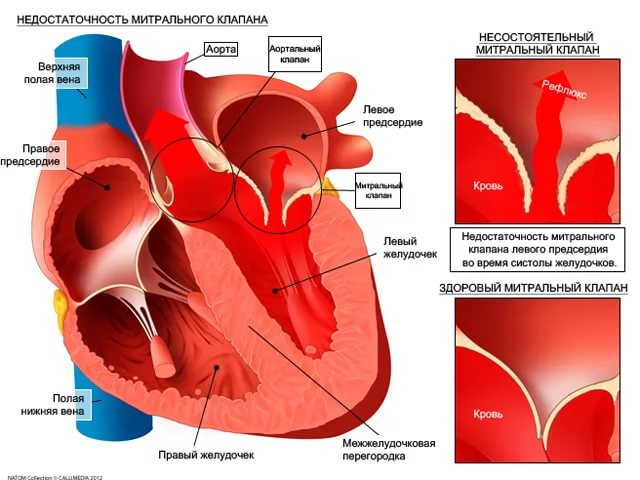 НЕДОСТАТОЧНОСТЬ МИТРАЛЬНОГО КЛАПАНА
Верхняя
полая вена
Аорта
Аортальный
клапан
Левое
предсердие
Правое
предсердие
Митральный
клапан
Левый
желудочек
Полая
нижняя вена
Правый желудочек
Межжелудочковая
перегородка
НЕСОСТОЯТЕЛЬНЫЙ
МИТРАЛЬНЫЙ КЛАПАН
Рефлюкс
Кровь
Недостаточность митрального
клапана левого предсердия
во время систолы желудочков.
ЗДОРОВЫЙ МИТРАЛЬНЫЙ КЛАПАН
Кровь
NATOM Collection © CALUMEDIA 2012